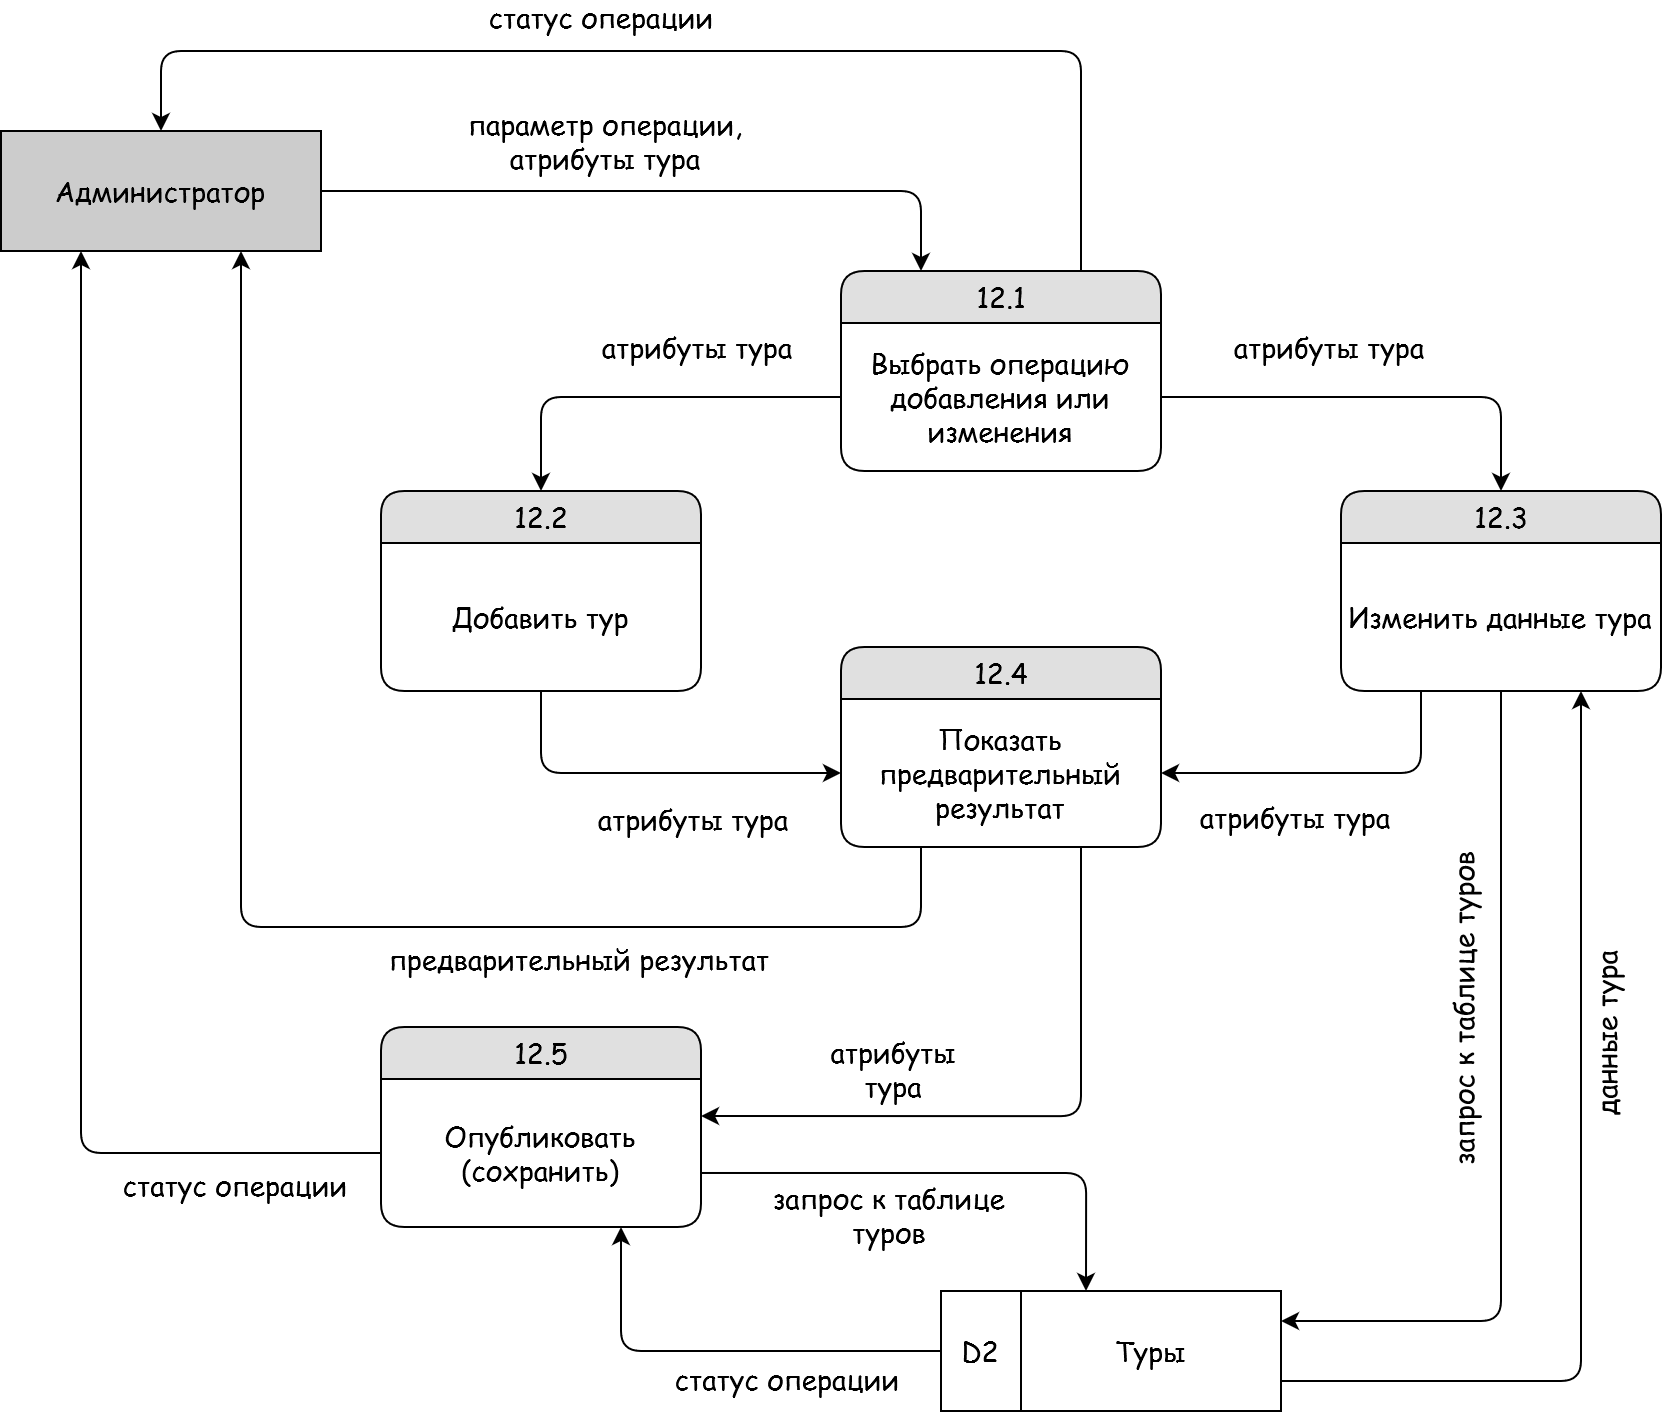 статус операции
параметр операции,
атрибуты тура
Администратор
12.1
Выбрать операцию
добавления или
изменения
атрибуты тура
атрибуты тура
12.2
Добавить тур
12.3
Изменить данные тура
12.4
Показать
предварительный
результат
атрибуты тура
атрибуты тура
предварительный результат
запрос к таблице туров
данные тура
12.5
Опубликовать
(сохранить)
атрибуты
тура
статус операции
запрос к таблице
туров
D2
Туры
статус операции